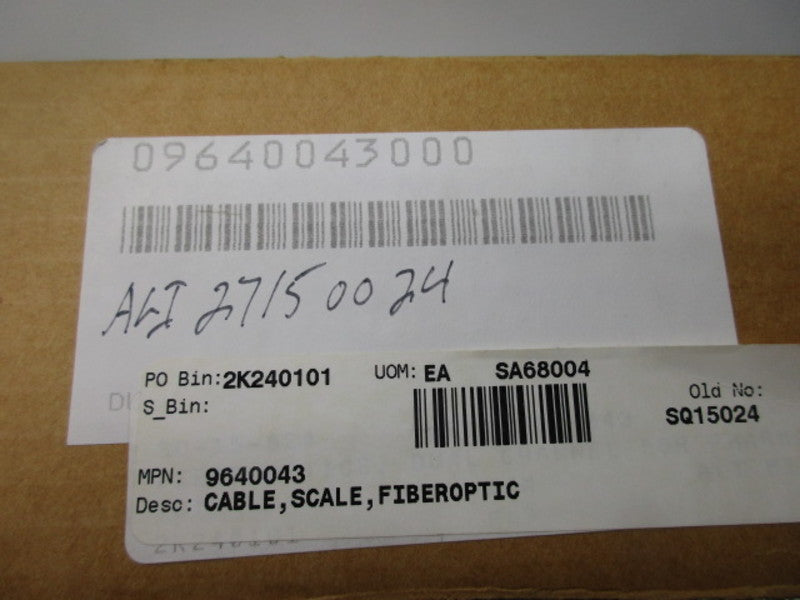 09640043000
ALI 27150024
PO Bin: 2K240101 UOM: EA SA68004
S_Bin: Old No:
SQ15024
MPN: 9640043
Desc: CABLE,SCALE,FIBEROPTIC